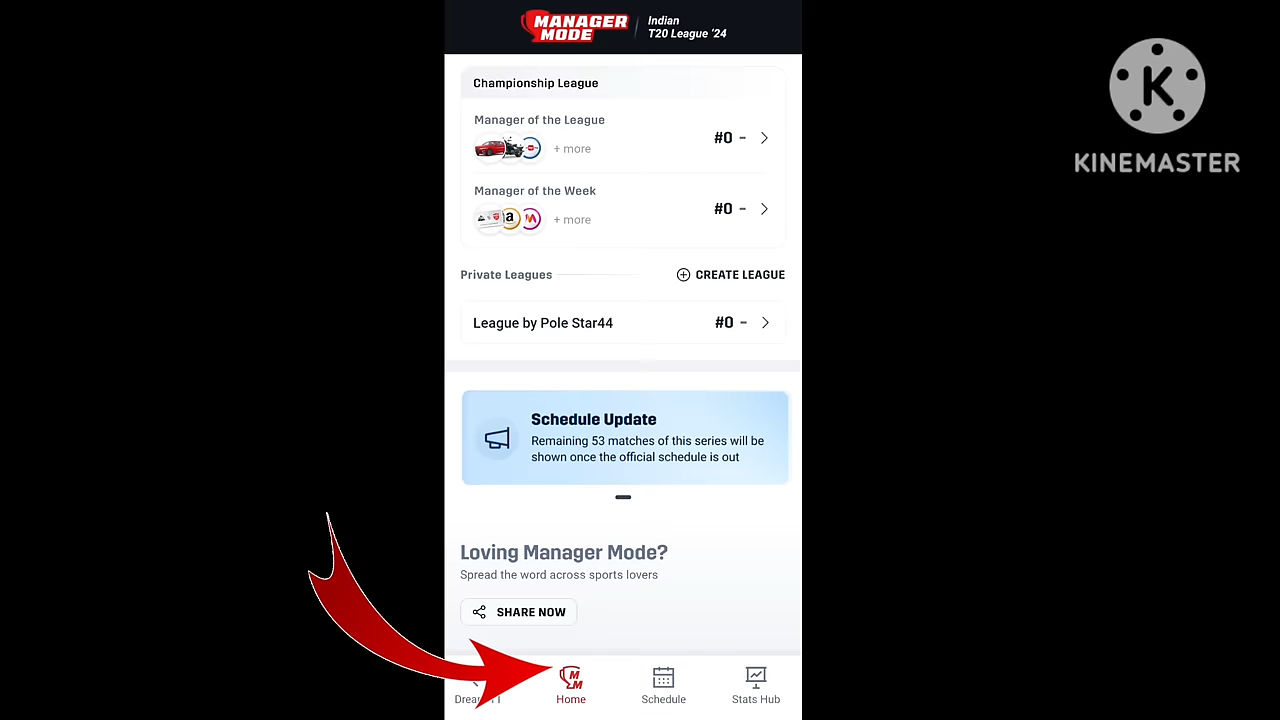 MANAGER MODE
Indian
T20 League '24
Championship League
Manager of the League
+ more
#0 -
Manager of the Week
a
+ more
#0 -
Private Leagues
CREATE LEAGUE
League by Pole Star44
#0 -
Schedule Update
Remaining 53 matches of this series will be
shown once the official schedule is out
Loving Manager Mode?
Spread the word across sports lovers
SHARE NOW
MM
Home
Schedule
Stats Hub
K
KINEMASTER